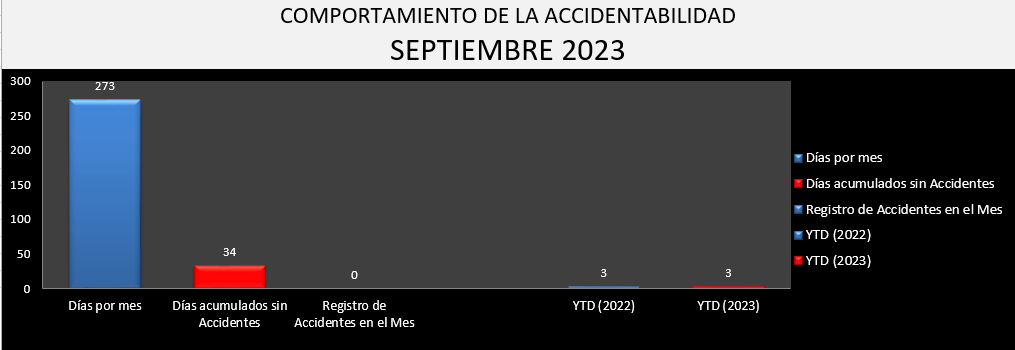 COMPORTAMIENTO DE LA ACCIDENTABILIDAD
SEPTIEMBRE 2023
300
250
200
150
100
50
0
273
34
0
3
3
Días por mes
Días acumulados sin
Accidentes
Registro de
Accidentes en el Mes
YTD (2022)
YTD (2023)
Días por mes
Días acumulados sin Accidentes
Registro de Accidentes en el Mes
YTD (2022)
YTD (2023)